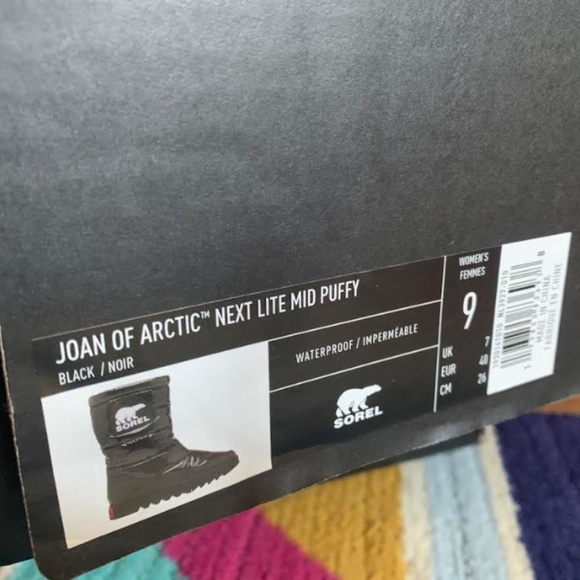 JOAN OF ARCTIC™ NEXT LITE MID PUFFY
BLACK / NOIR
SOREL
WATERPROOF / IMPERMÉABLE
SOREL
WOMEN'S
FEMMES
9
UK 7
EUR 40
CM 26
B
MADE IN CHINA
FABRIQUÉ EN CHINE